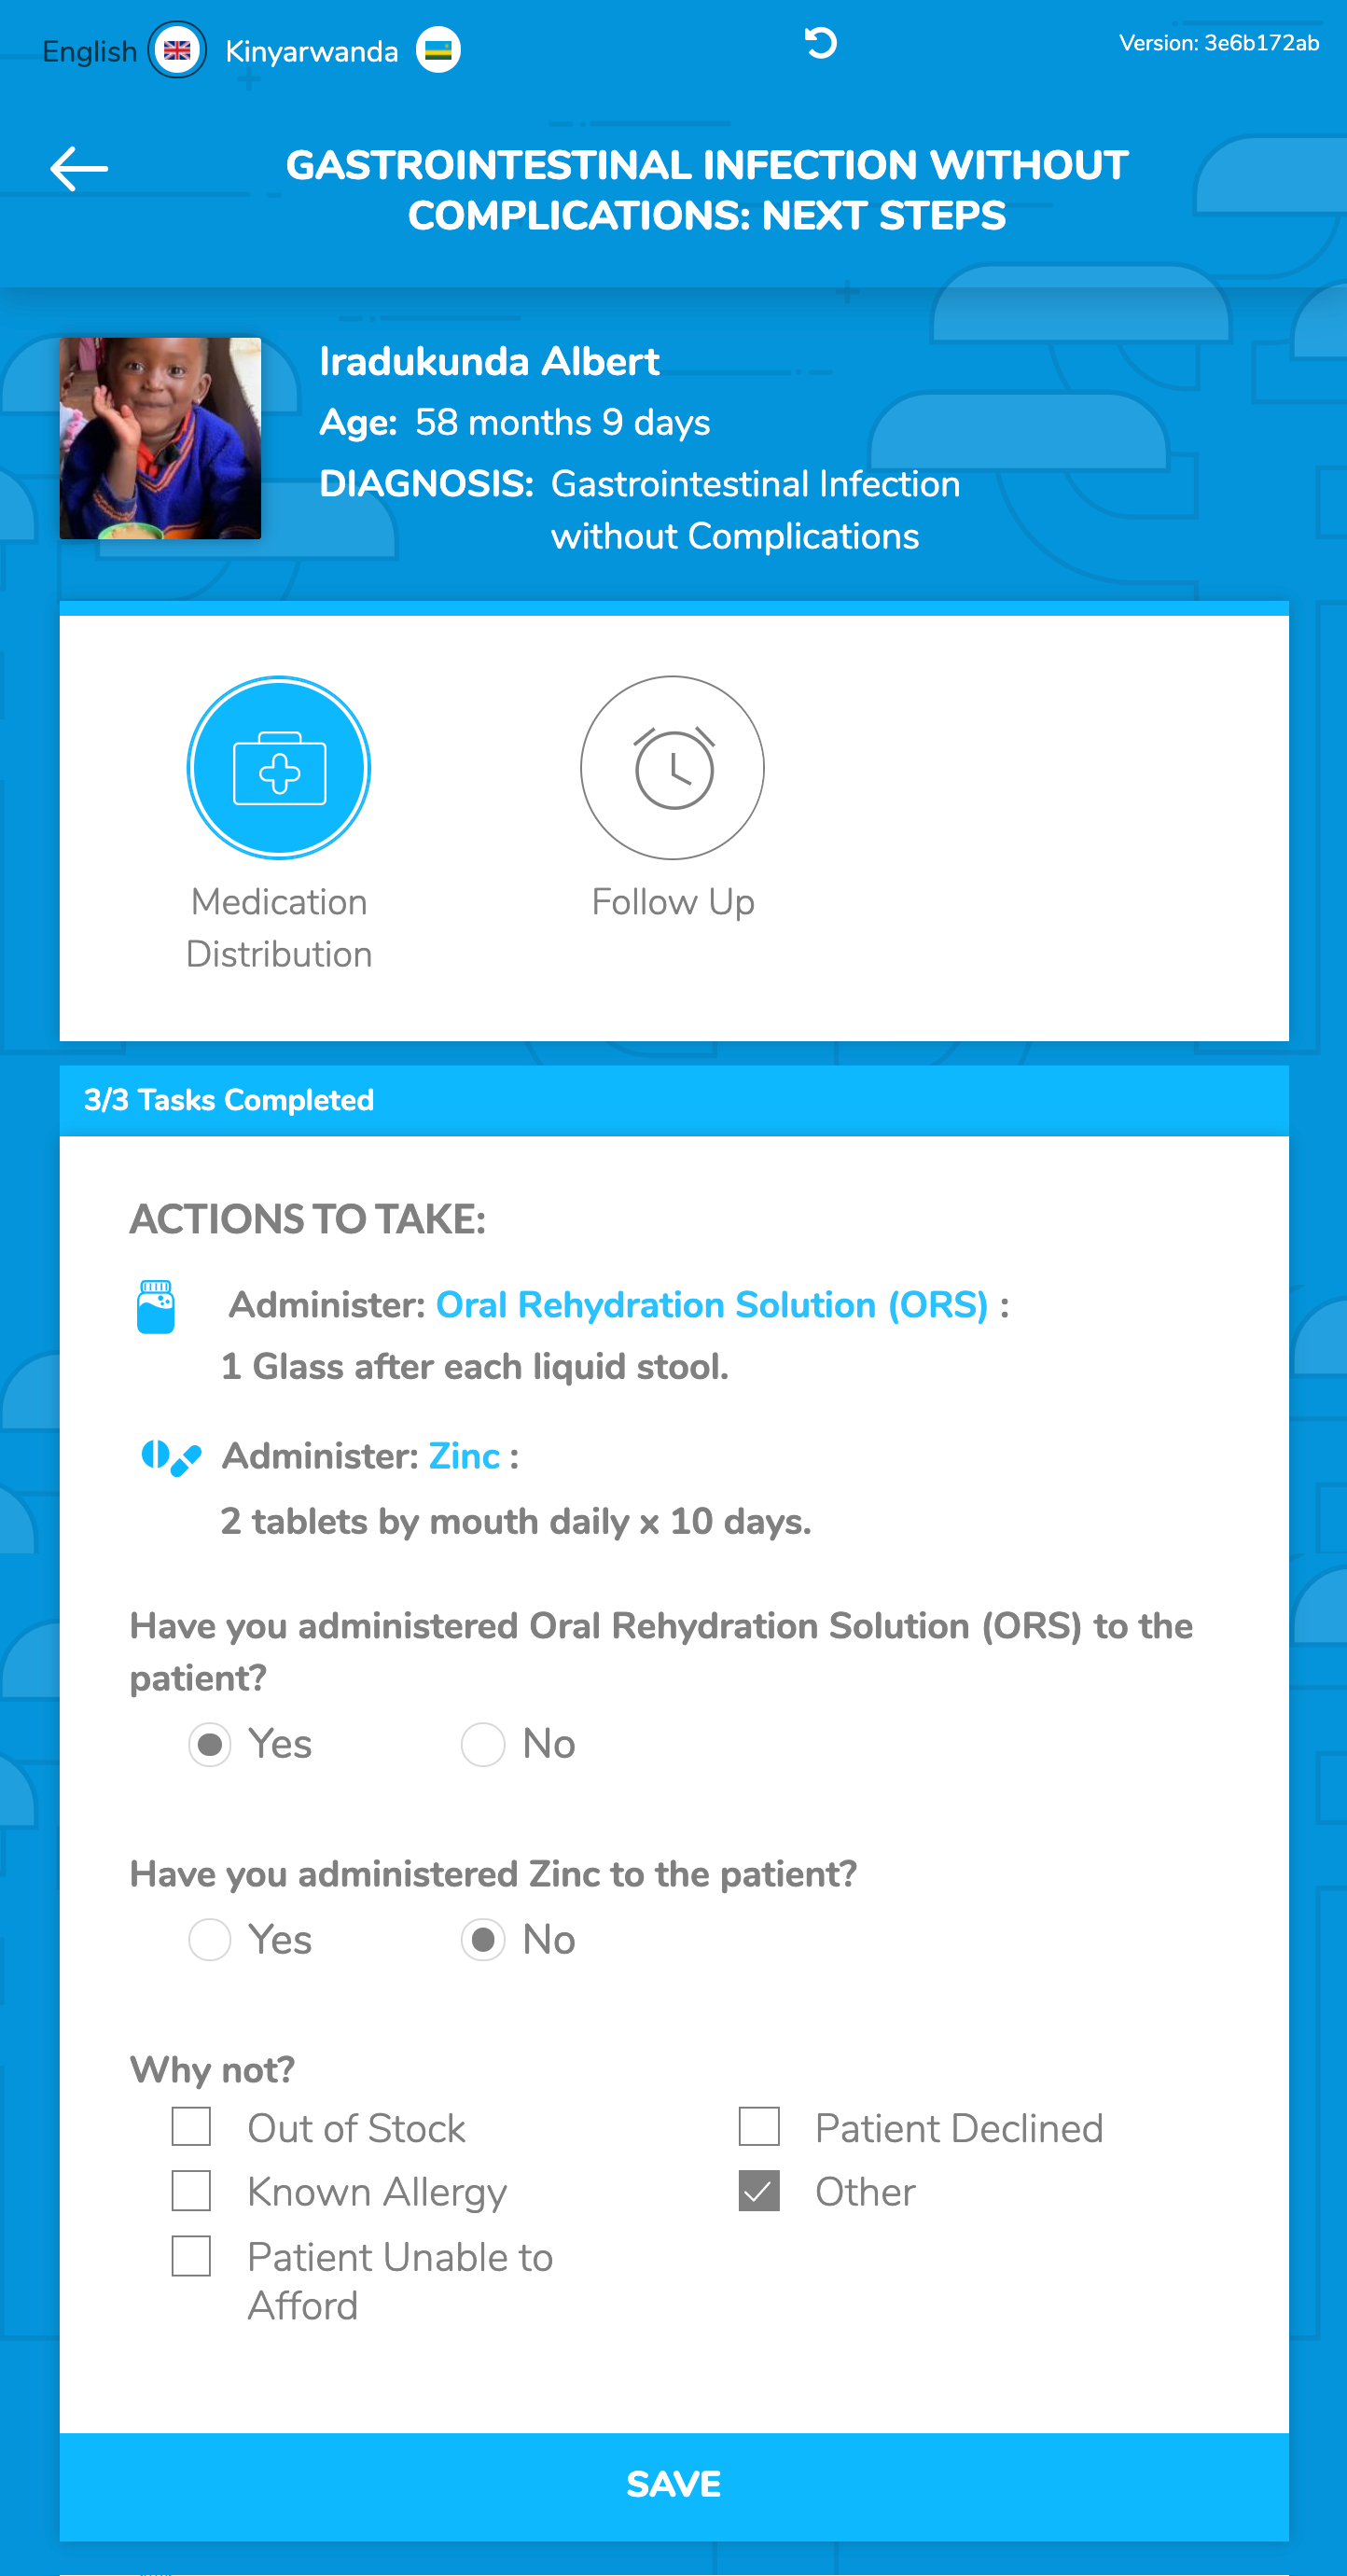 English Kinyarwanda Version: 3e6b172ab
GASTROINTESTINAL INFECTION WITHOUT
COMPLICATIONS: NEXT STEPS
Iradukunda Albert
Age: 58 months 9 days
DIAGNOSIS: Gastrointestinal Infection
without Complications
Medication
Distribution
Follow Up
3/3 Tasks Completed
ACTIONS TO TAKE:
Administer: Oral Rehydration Solution (ORS) :
1 Glass after each liquid stool.
Administer: Zinc :
2 tablets by mouth daily x 10 days.
Have you administered Oral Rehydration Solution (ORS) to the
patient?
Yes No
Have you administered Zinc to the patient?
Yes No
Why not?
Out of Stock
Known Allergy
Patient Unable to
Afford
Patient Declined
Other
SAVE